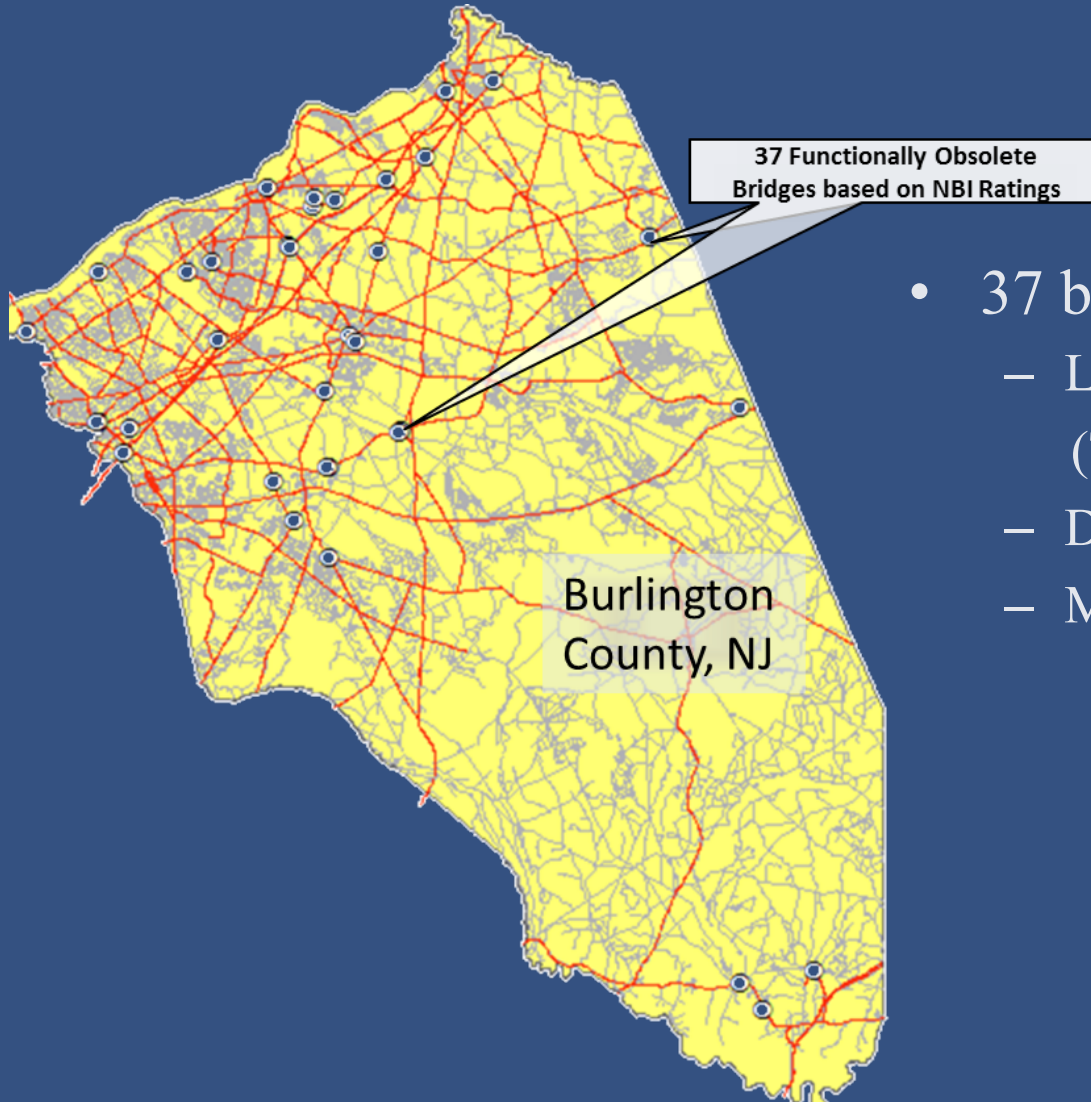 37 Functionally Obsolete
Bridges based on NBI Ratings
• 37 b
– L
(
– D
– M
Burlington
County, NJ